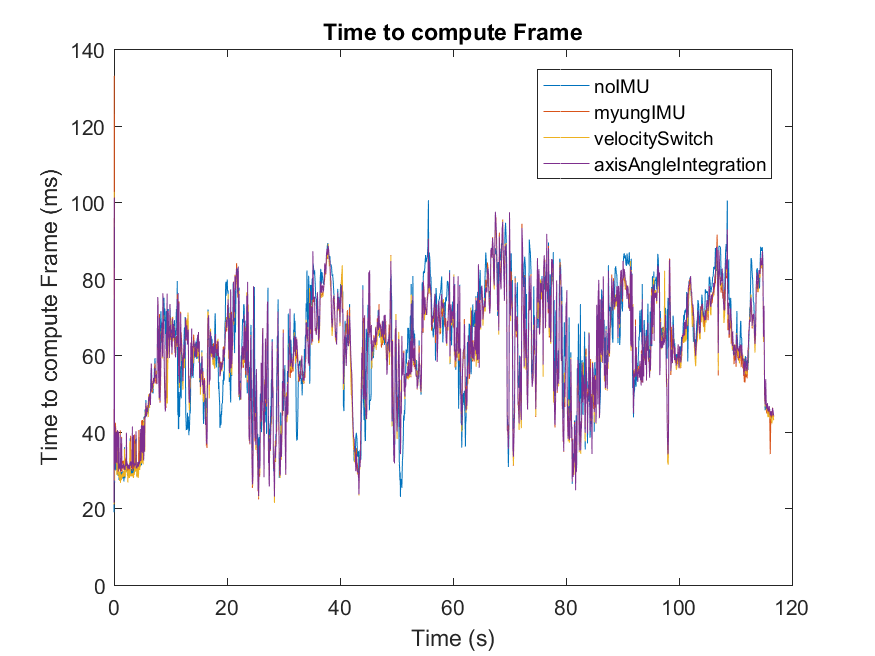 Time to compute Frame
140
120
100
80
60
40
20
0
Time to compute Frame (ms)
noIMU
myungIMU
velocitySwitch
axisAngleIntegration
0 20 40 60 80 100 120
Time (s)